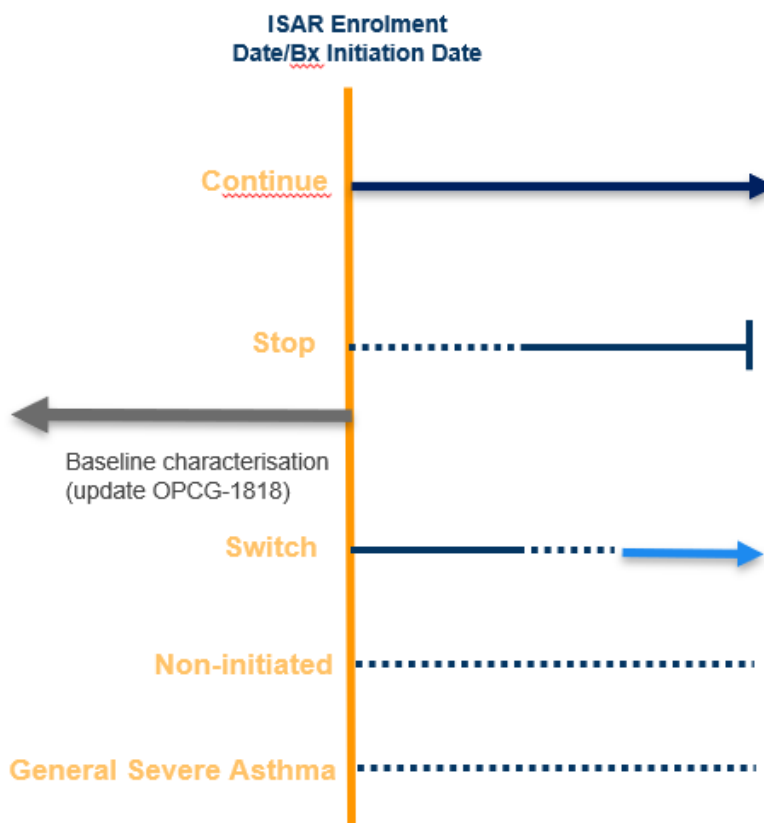 ISAR Enrolment
Date/Bx Initiation Date
Continue
Stop
Baseline characterisation
(update OPCG-1818)
Switch
Non-initiated
General Severe Asthma